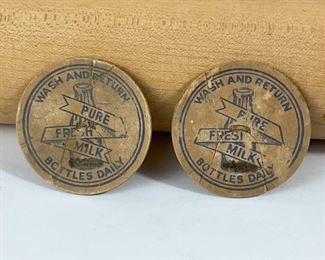 WASH AND RETURN
PURE
FRESH
MILK
BOTTLES DAILY
WASH AND RETURN
PURE
FRESH
MILK
BOTTLES DAILY